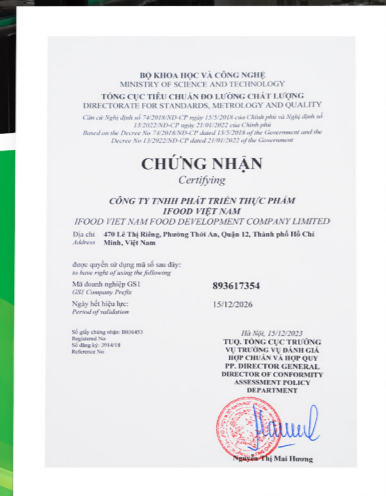 BỘ KHOA HỌC VÀ CÔNG NGHỆ
MINISTRY OF SCIENCE AND TECHNOLOGY
TỔNG CỤC TIÊU CHUẨN ĐO LƯỜNG CHẤT LƯỢNG
DIRECTORATE FOR STANDARDS, METROLOGY AND QUALITY
Căn cứ Nghị định số 74/2018/NĐ-CP ngày 15/5/2018 của Chính phủ và Nghị định số
13/2022/NĐ-CP ngày 21/01/2022 của Chính phủ
Based on the Decree No 74/2018/NĐ-CP dated 15/5/2018 of the Government and the
Decree No 13/2022/NĐ-CP dated 21/01/2022 of the Government
CHỨNG NHẬN
Certifying
CÔNG TY TNHH PHÁT TRIỂN THỰC PHẨM
IFOOD VIỆT NAM
IFOOD VIET NAM FOOD DEVELOPMENT COMPANY LIMITED
Địa chỉ 470 Lê Thị Riêng, Phường Thới An, Quận 12, Thành phố Hồ Chí
Address Minh, Việt Nam
được quyền sử dụng mã số sau đây:
to have right of using the following
Mã doanh nghiệp GS1 893617354
GS1 Company Prefix
Ngày hết hiệu lực: 15/12/2026
Period of validation
Số giấy chứng nhận:
Registered No
Số đăng ký:
Reference No
Hà Nội, 15/12/2023
TUQ. TỔNG CỤC TRƯỞNG
VỤ TRƯỞNG VỤ ĐÁNH GIÁ
HỢP CHUẨN VÀ HỢP QUY
PP. DIRECTOR GENERAL
DIRECTOR OF CONFORMITY
ASSESSMENT POLICY
DEPARTMENT
Nguyễn Thị Mai Hương